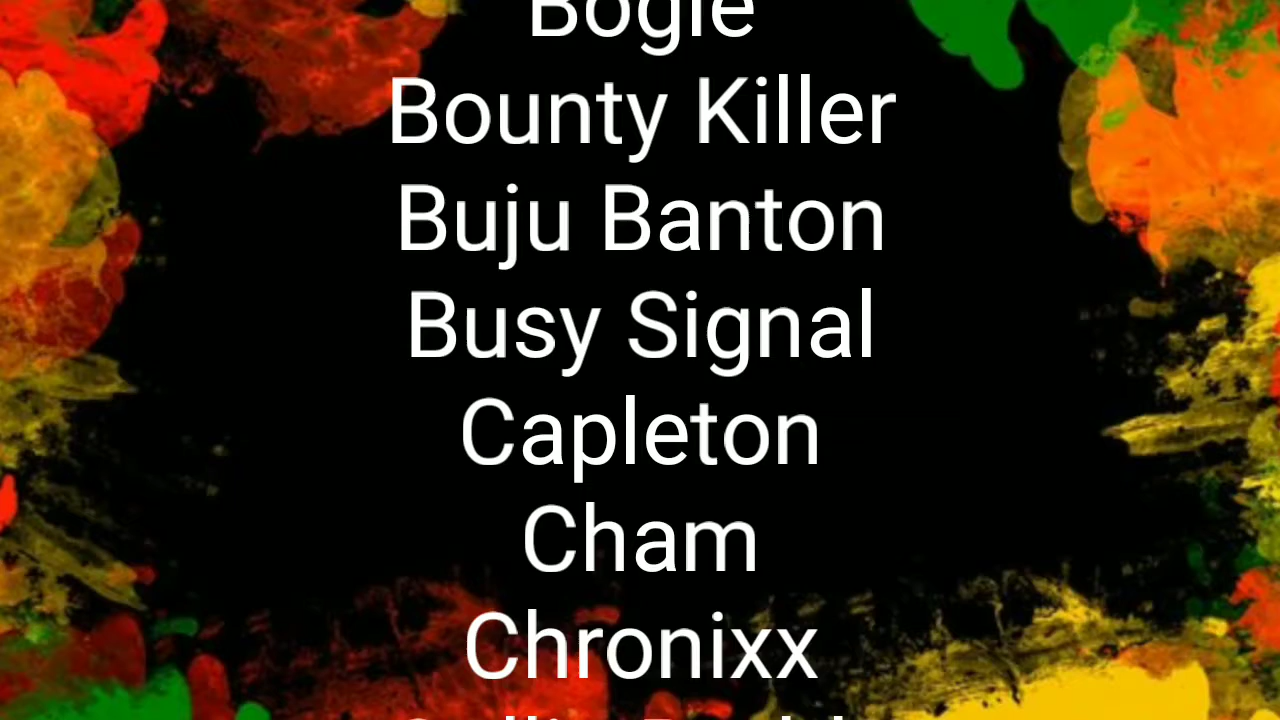 Bogle
Bounty Killer
Buju Banton
Busy Signal
Capleton
Cham
Chronixx